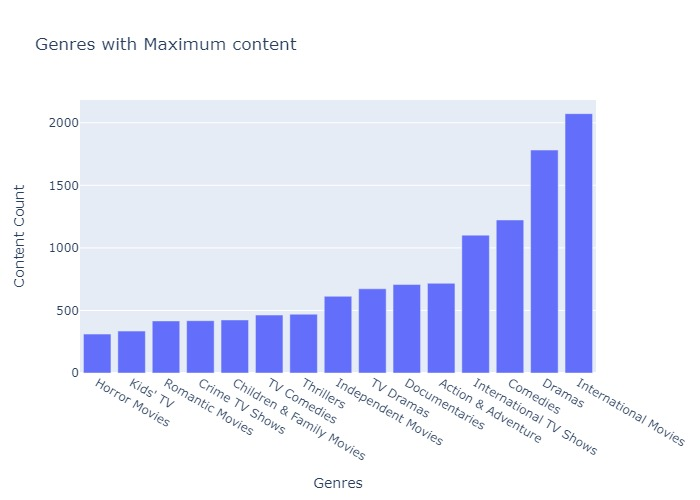 Genres with Maximum content
Content Count
2000
1500
1000
500
0
Horror Movies
Kids' TV
Romantic Movies
Crime TV Shows
Children & Family Movies
TV Comedies
Thrillers
Independent Movies
TV Dramas
Documentaries
Action & Adventure
International TV Shows
Comedies
Dramas
International Movies
Genres